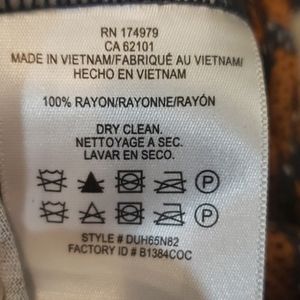 RN 174979
CA 62101
MADE IN VIETNAM/FABRIQUÉ AU VIETNAM/
HECHO EN VIETNAM
100% RAYON/RAYONNE/RAYÓN
DRY CLEAN.
NETTOYAGE A SEC.
LAVAR EN SECO.
P
P
STYLE # DUH65N82
FACTORY ID # B1384COC